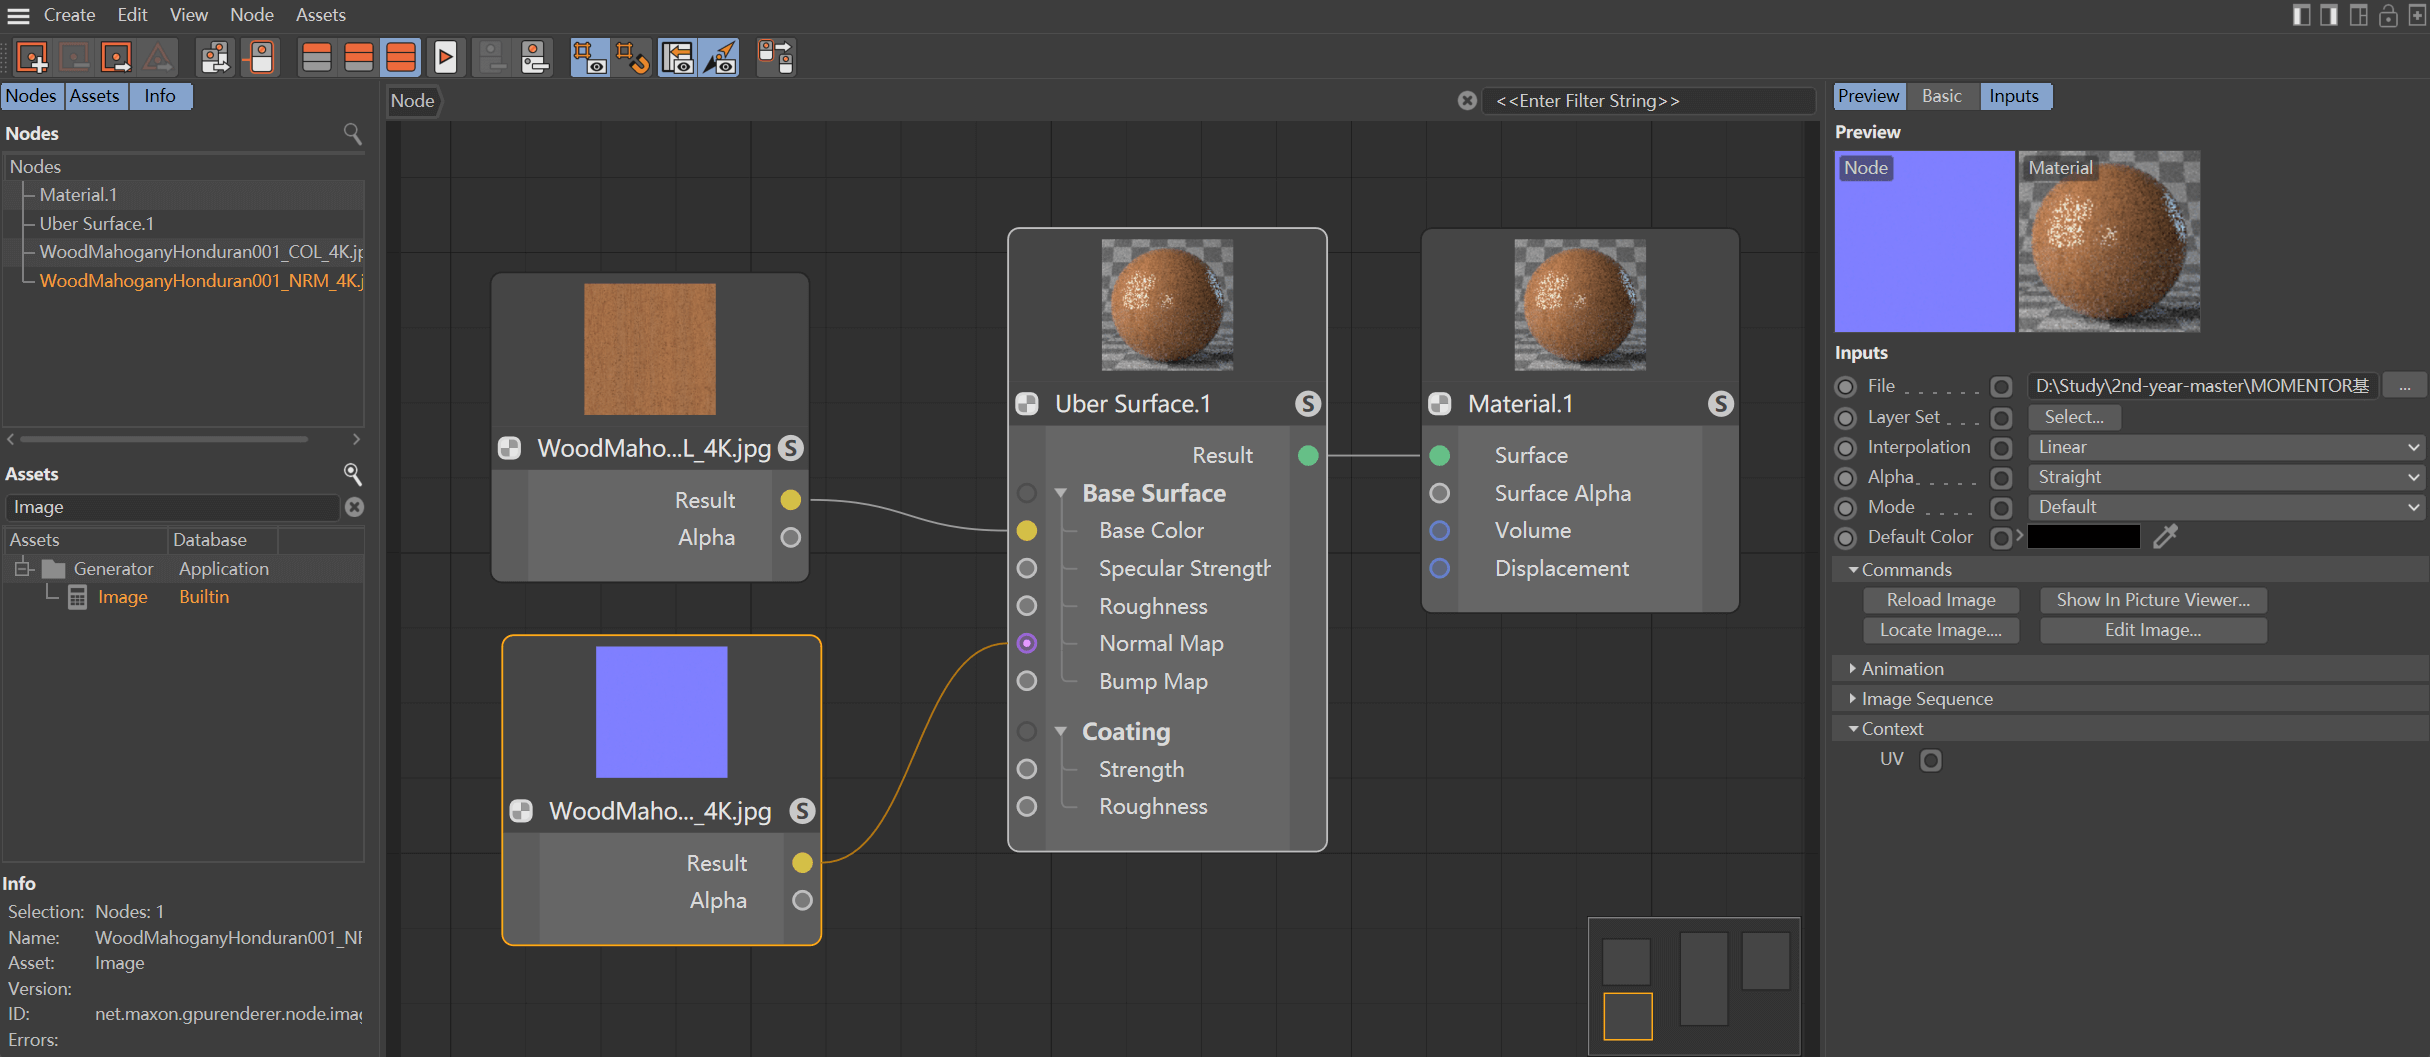 Create Edit View Node Assets
Nodes Assets Info
Nodes
Nodes
Material.1
Uber Surface.1
WoodMahoganyHonduran001_COL_4K.jp
WoodMahoganyHonduran001_NRM_4K.j
Assets
Image
Assets Database
Generator Application
Image Builtin
Info
Selection: Nodes: 1
Name: WoodMahoganyHonduran001_NF
Asset: Image
Version:
ID: net.maxon.gpurenderer.node.imag
Errors:
Node
<<Enter Filter String>>
WoodMaho...L_4K.jpg S
Result
Alpha
WoodMaho..._4K.jpg S
Result
Alpha
Uber Surface.1 S
Result
Base Surface
Base Color
Specular Strength
Roughness
Normal Map
Bump Map
Coating
Strength
Roughness
Material.1 S
Surface
Surface Alpha
Volume
Displacement
Preview Basic Inputs
Preview
Node Material
Inputs
File D:\Study\2nd-year-master\MOMENTOR基 ...
Layer Set Select...
Interpolation Linear
Alpha Straight
Mode Default
Default Color
Commands
Reload Image Show In Picture Viewer...
Locate Image.... Edit Image...
Animation
Image Sequence
Context
UV